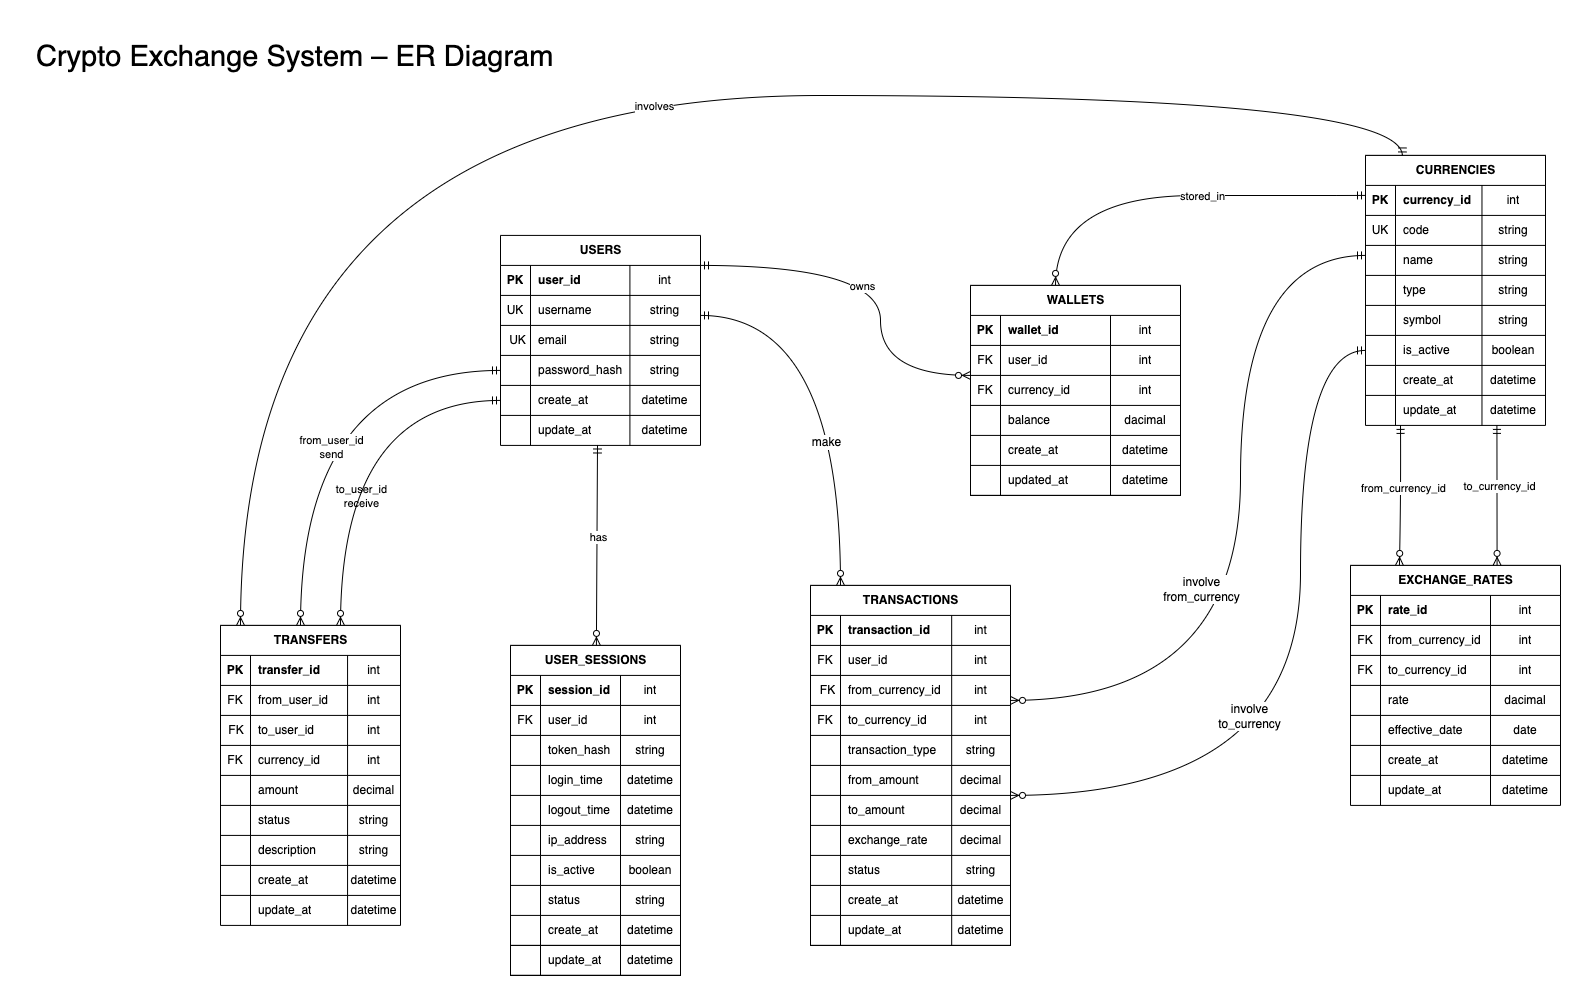 Crypto Exchange System – ER Diagram
involves
CURRENCIES
PK currency_id int
UK code string
name string
type string
symbol string
is_active boolean
create_at datetime
update_at datetime
stored_in
USERS
PK user_id int
UK username string
UK email string
password_hash string
create_at datetime
update_at datetime
owns
WALLETS
PK wallet_id int
FK user_id int
FK currency_id int
balance dacimal
create_at datetime
updated_at datetime
from_user_id
send
to_user_id
receive
make
has
from_currency_id
to_currency_id
involve
from_currency
involve
to_currency
TRANSFERS
PK transfer_id int
FK from_user_id int
FK to_user_id int
FK currency_id int
amount decimal
status string
description string
create_at datetime
update_at datetime
USER_SESSIONS
PK session_id int
FK user_id int
token_hash string
login_time datetime
logout_time datetime
ip_address string
is_active boolean
status string
create_at datetime
update_at datetime
TRANSACTIONS
PK transaction_id int
FK user_id int
FK from_currency_id int
FK to_currency_id int
transaction_type string
from_amount decimal
to_amount decimal
exchange_rate decimal
status string
create_at datetime
update_at datetime
EXCHANGE_RATES
PK rate_id int
FK from_currency_id int
FK to_currency_id int
rate dacimal
effective_date date
create_at datetime
update_at datetime